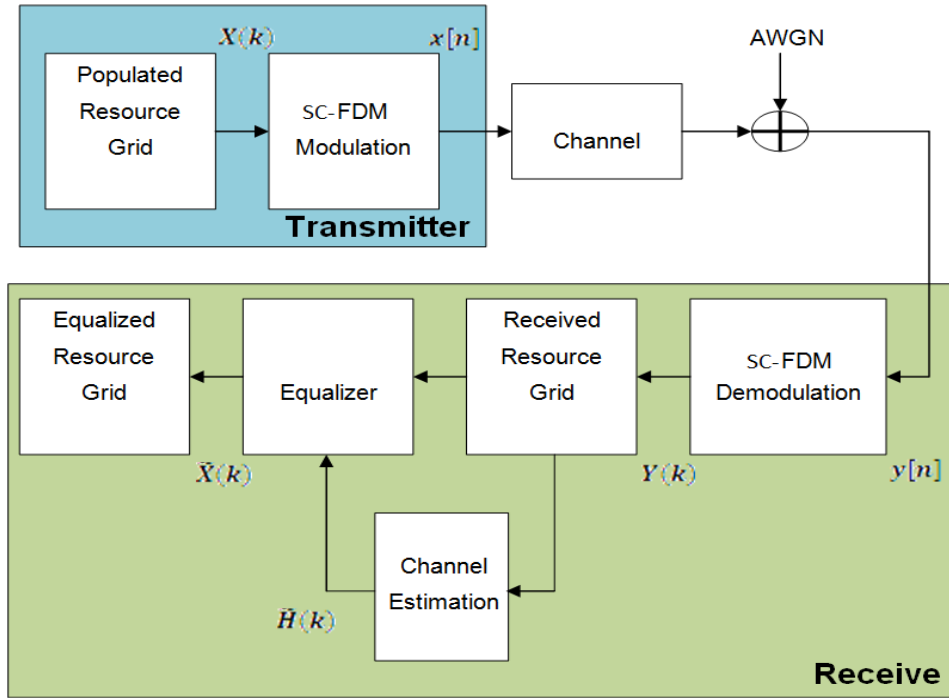 X(k)
x[n]
Populated
Resource
Grid
SC-FDM
Modulation
Transmitter
Channel
AWGN
Equalized
Resource
Grid
Equalizer
Received
Resource
Grid
SC-FDM
Demodulation
X̂(k)
Y(k)
y[n]
Channel
Estimation
Ĥ(k)
Receive